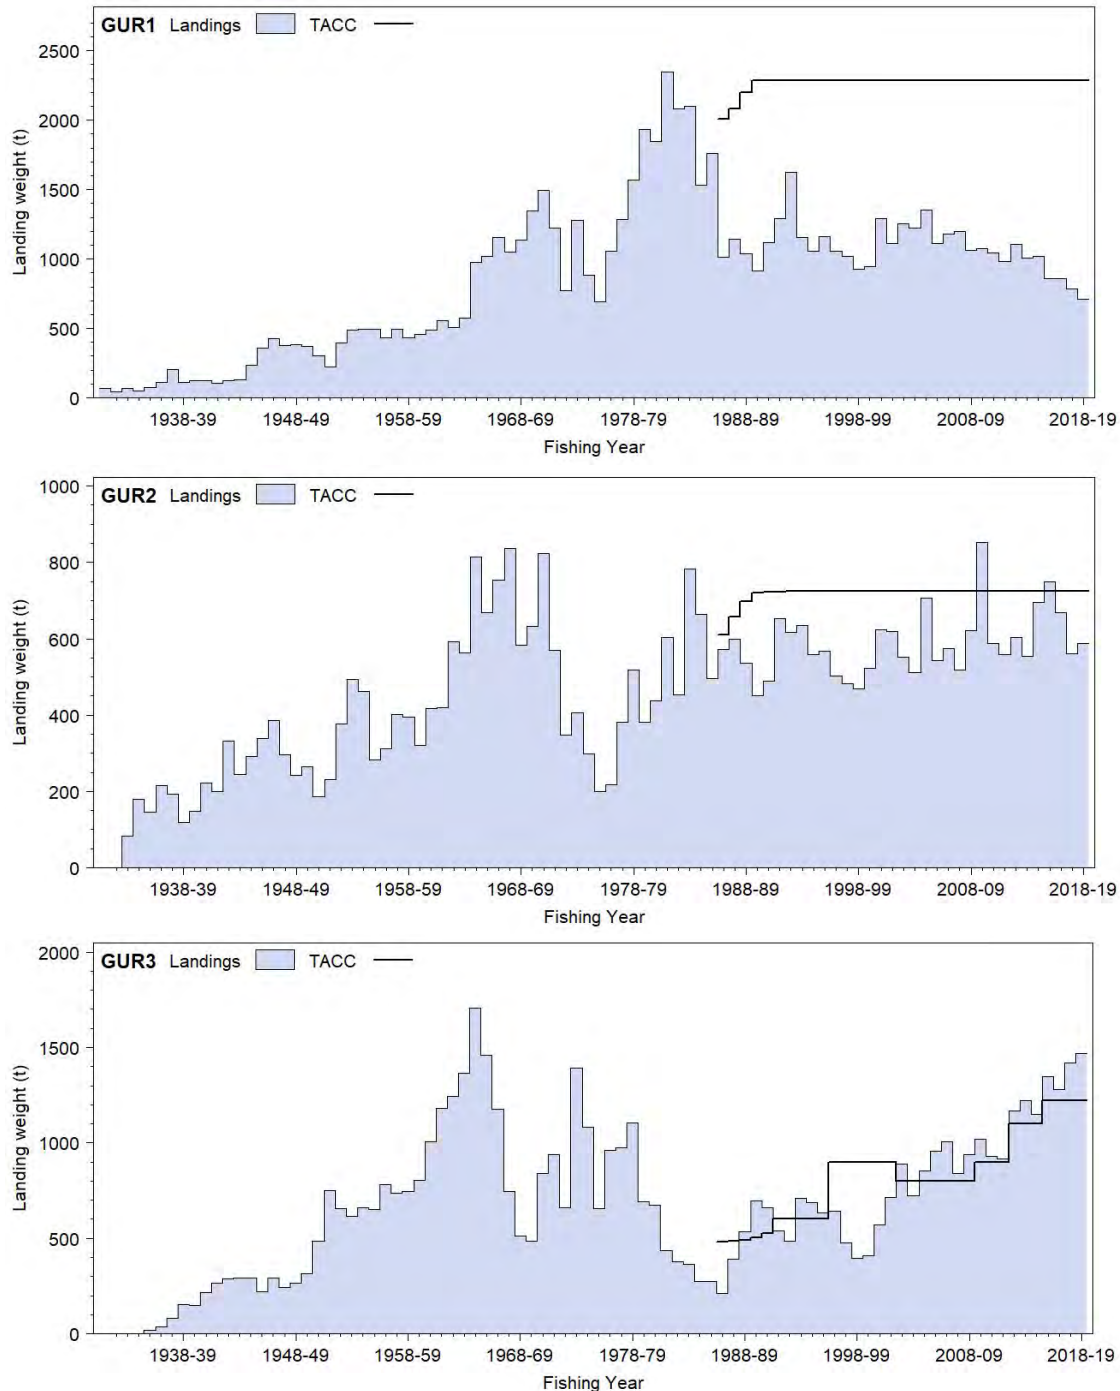 GUR1 Landings TACC
2500
2000
1500
1000
500
0
Landing weight (t)
1938-39 1948-49 1958-59 1968-69 1978-79 1988-89 1998-99 2008-09 2018-19
Fishing Year
GUR2 Landings TACC
1000
800
600
400
200
0
Landing weight (t)
1938-39 1948-49 1958-59 1968-69 1978-79 1988-89 1998-99 2008-09 2018-19
Fishing Year
GUR3 Landings TACC
2000
1500
1000
500
0
Landing weight (t)
1938-39 1948-49 1958-59 1968-69 1978-79 1988-89 1998-99 2008-09 2018-19
Fishing Year